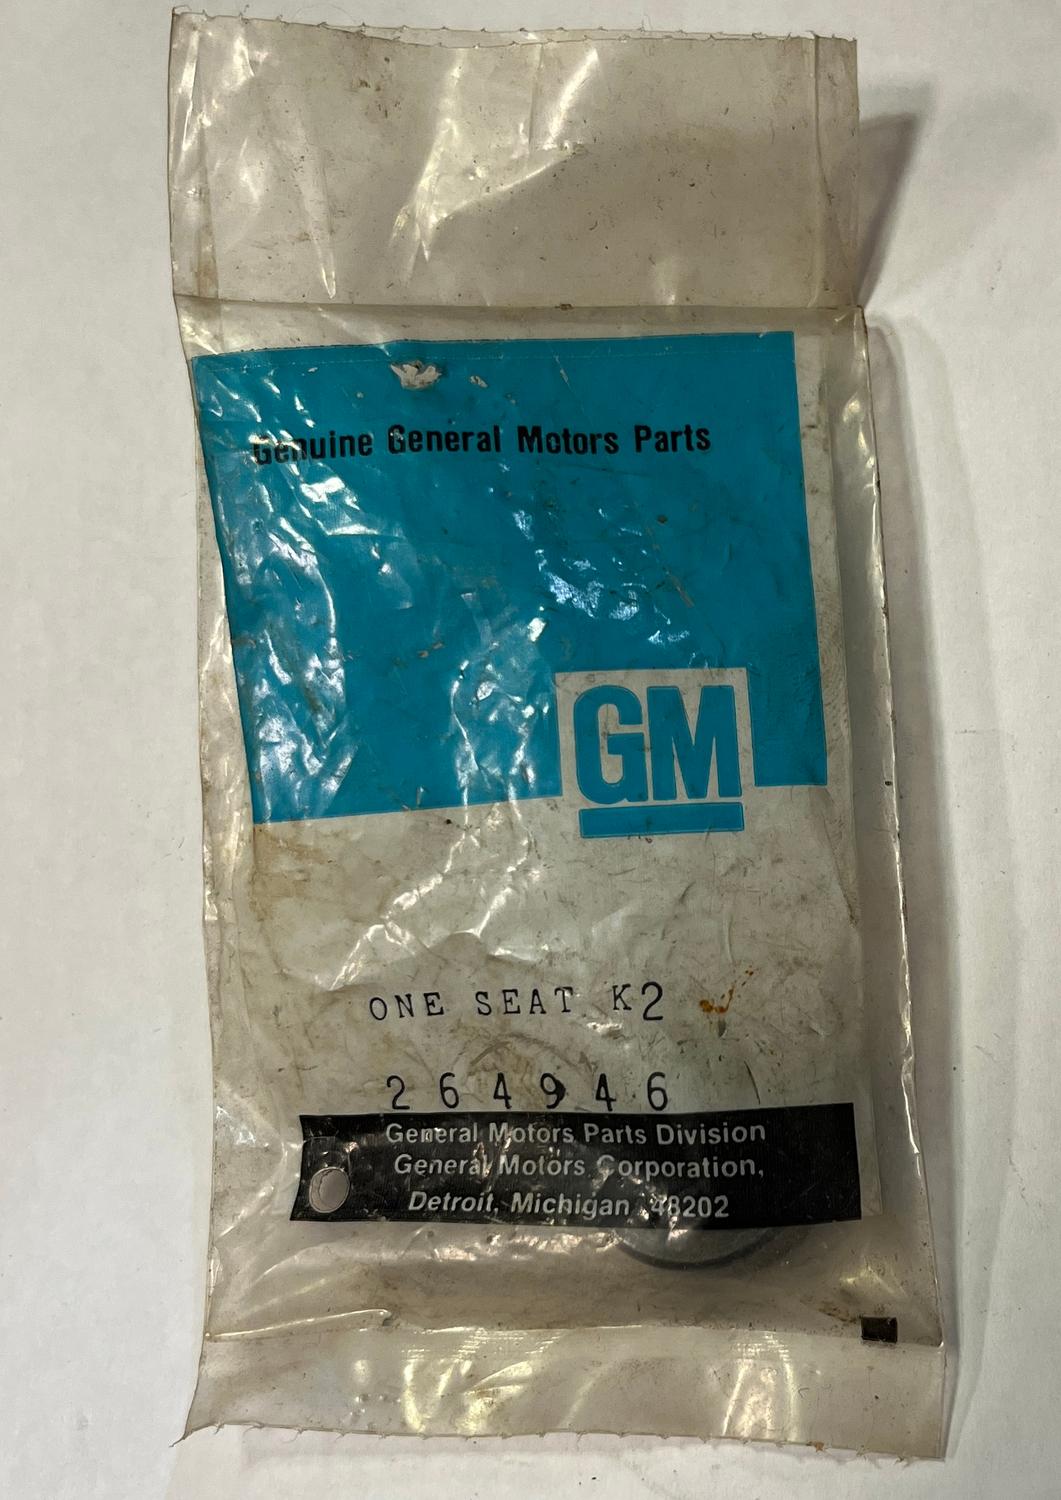 Genuine General Motors Parts
GM
ONE SEAT K2
264946
General Motors Parts Division
General Motors Corporation,
Detroit, Michigan 48202